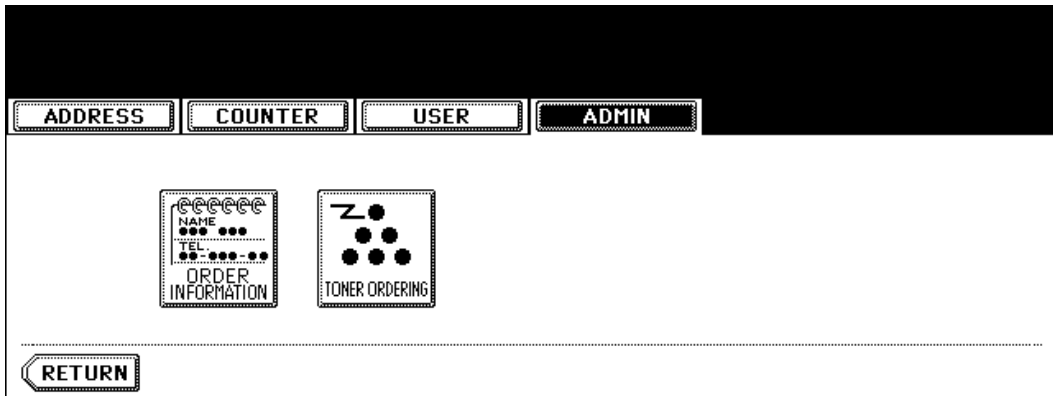 ADDRESS COUNTER USER ADMIN
NAME
TEL.
ORDER
INFORMATION
TONER ORDERING
RETURN